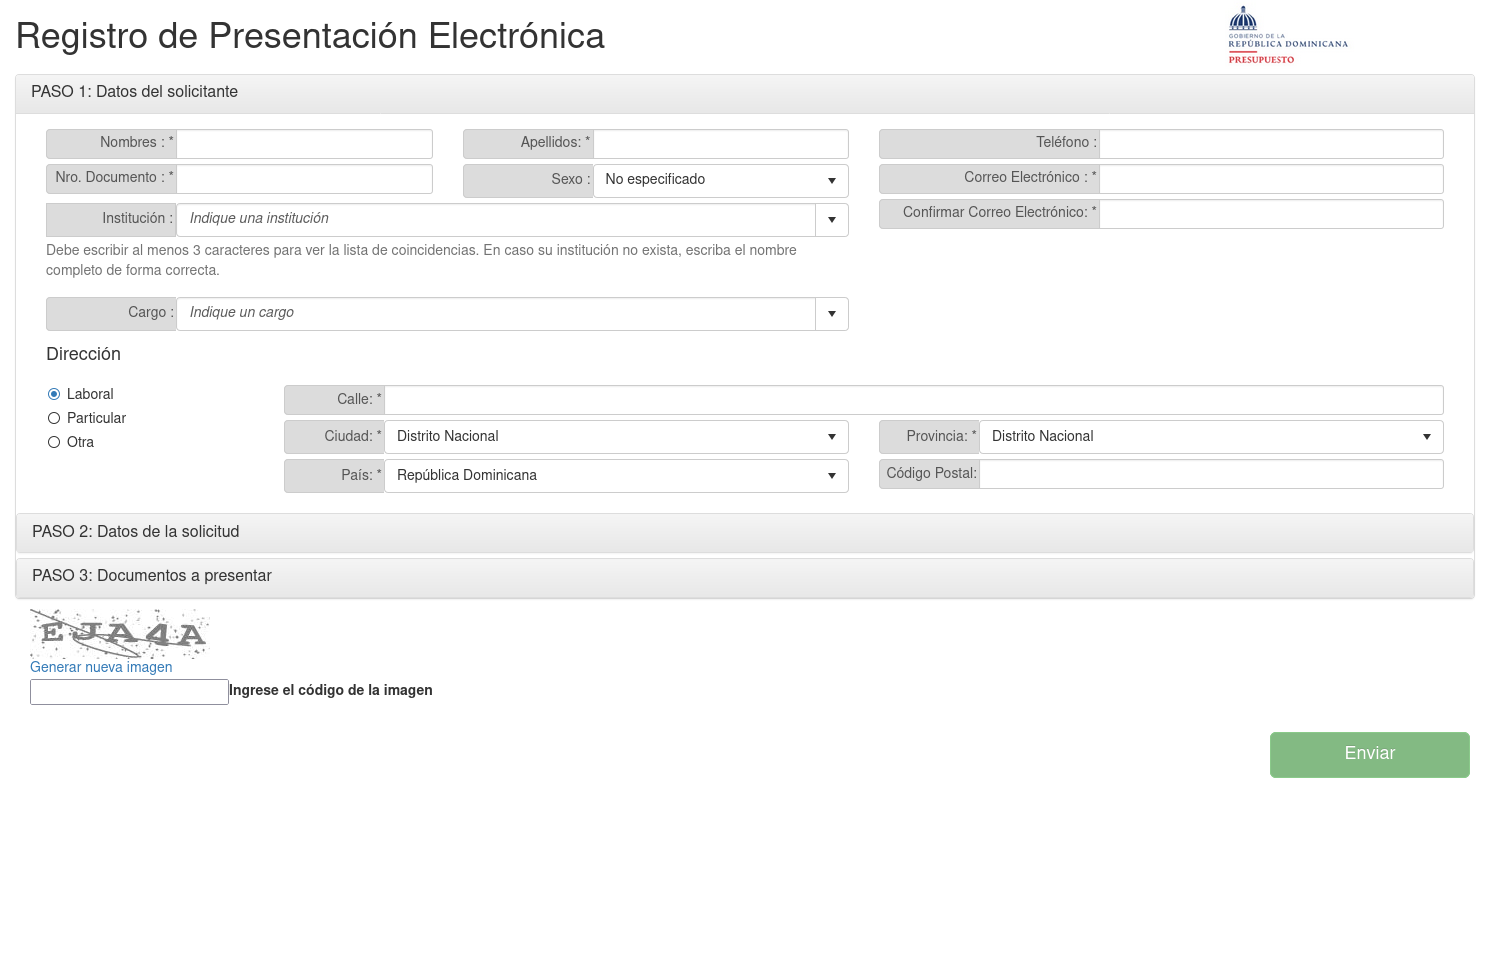 Registro de Presentación Electrónica
GOBIERNO DE LA
REPÚBLICA DOMINICANA
PRESUPUESTO
PASO 1: Datos del solicitante
Nombres : *
Apellidos: *
Teléfono :
Nro. Documento : *
Sexo : No especificado
Correo Electrónico : *
Institución : Indique una institución
Confirmar Correo Electrónico: *
Debe escribir al menos 3 caracteres para ver la lista de coincidencias. En caso su institución no exista, escriba el nombre
completo de forma correcta.
Cargo : Indique un cargo
Dirección
Laboral
Particular
Otra
Calle: *
Ciudad: * Distrito Nacional
Provincia: * Distrito Nacional
País: * República Dominicana
Código Postal:
PASO 2: Datos de la solicitud
PASO 3: Documentos a presentar
EJA4A
Generar nueva imagen
Ingrese el código de la imagen
Enviar